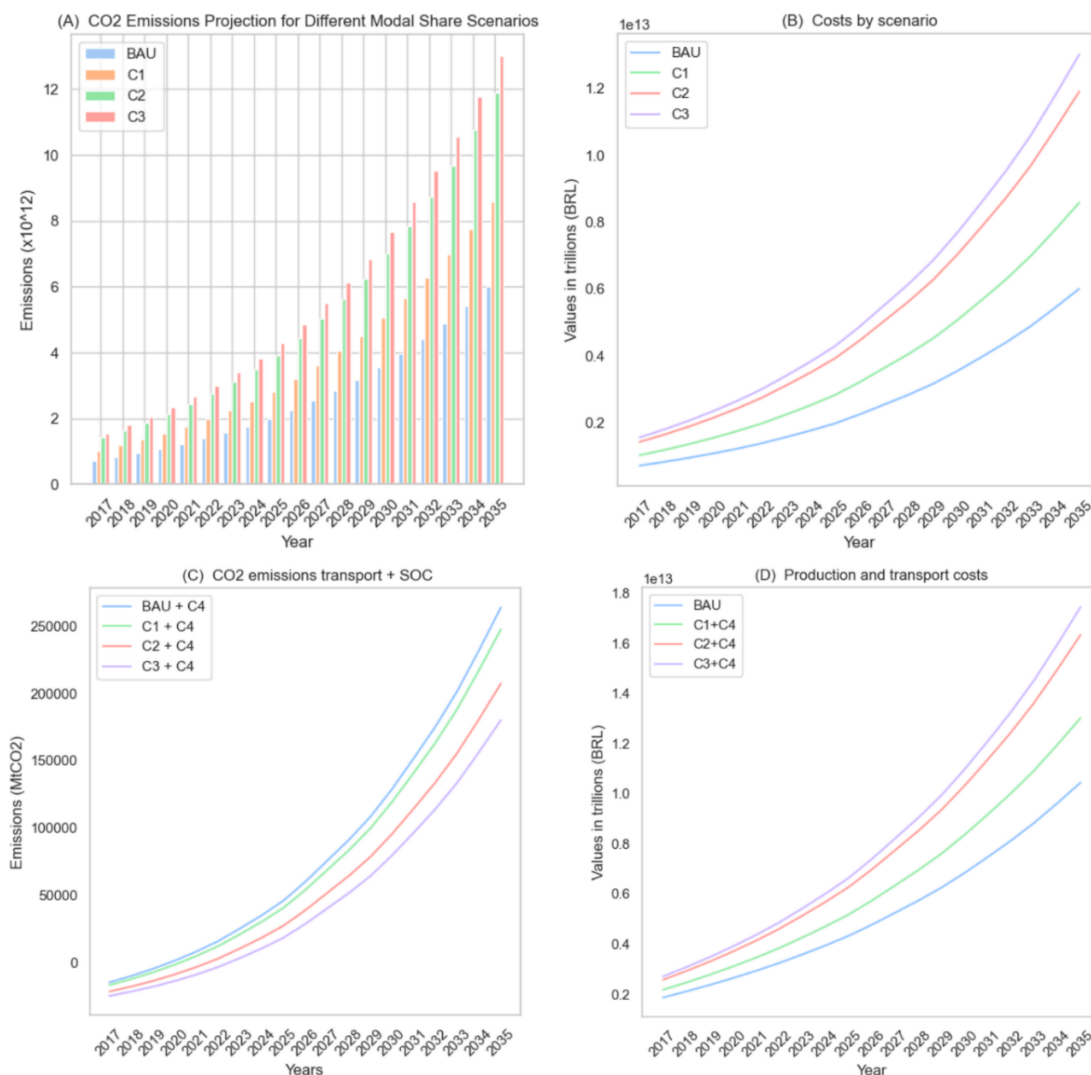 (A) CO2 Emissions Projection for Different Modal Share Scenarios
BAU
C1
C2
C3
Emissions (x10^12)
12
10
8
6
4
2
0
2017 2018 2019 2020 2021 2022 2023 2024 2025 2026 2027 2028 2029 2030 2031 2032 2033 2034 2035
Year
(B) Costs by scenario
1e13
BAU
C1
C2
C3
Values in trillions (BRL)
1.2
1.0
0.8
0.6
0.4
0.2
2017 2018 2019 2020 2021 2022 2023 2024 2025 2026 2027 2028 2029 2030 2031 2032 2033 2034 2035
Year
(C) CO2 emissions transport + SOC
BAU + C4
C1 + C4
C2 + C4
C3 + C4
Emissions (MtCO2)
250000
200000
150000
100000
50000
0
2017 2018 2019 2020 2021 2022 2023 2024 2025 2026 2027 2028 2029 2030 2031 2032 2033 2034 2035
Years
(D) Production and transport costs
1e13
BAU
C1+C4
C2+C4
C3+C4
Values in trillions (BRL)
1.8
1.6
1.4
1.2
1.0
0.8
0.6
0.4
0.2
2017 2018 2019 2020 2021 2022 2023 2024 2025 2026 2027 2028 2029 2030 2031 2032 2033 2034 2035
Year